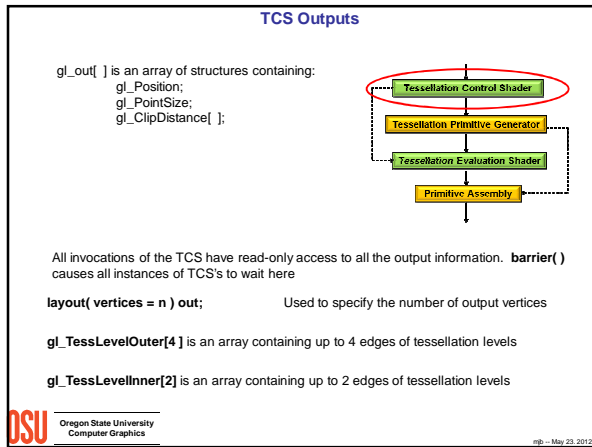 TCS Outputs
gl_out[ ] is an array of structures containing:
gl_Position;
gl_PointSize;
gl_ClipDistance[ ];
Tessellation Control Shader
Tessellation Primitive Generator
Tessellation Evaluation Shader
Primitive Assembly
All invocations of the TCS have read-only access to all the output information. barrier( )
causes all instances of TCS's to wait here
layout( vertices = n ) out; Used to specify the number of output vertices
gl_TessLevelOuter[4 ] is an array containing up to 4 edges of tessellation levels
gl_TessLevelInner[2] is an array containing up to 2 edges of tessellation levels
OSU
Oregon State University
Computer Graphics
mjb – May 23, 2012